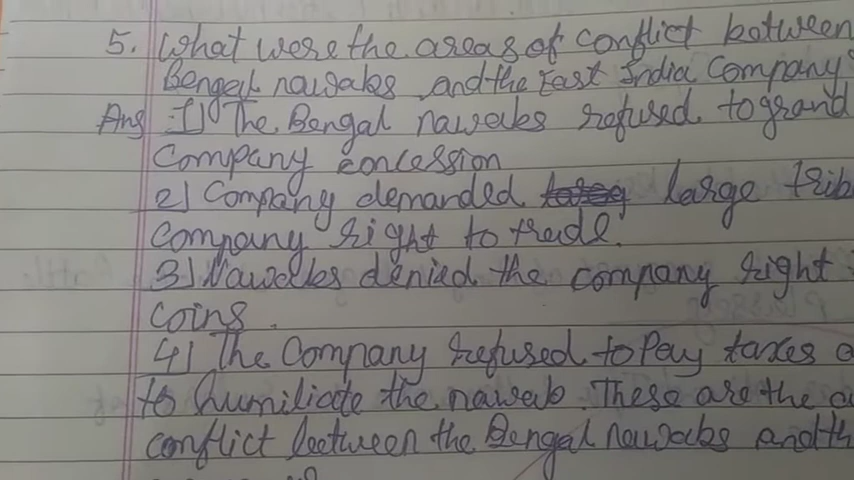 5. What were the areas of conflict between
Bengal nawabs and the East India Company?
Ans 1) The Bengal nawabs refused to grand
Company concession
2) Company demanded large trib
Company right to trade.
3) Nawabs denied the company right
coins.
4) The Company refused to Pay taxes a
to humiliate the nawab. These are the a
conflict between the Bengal nawabs and th